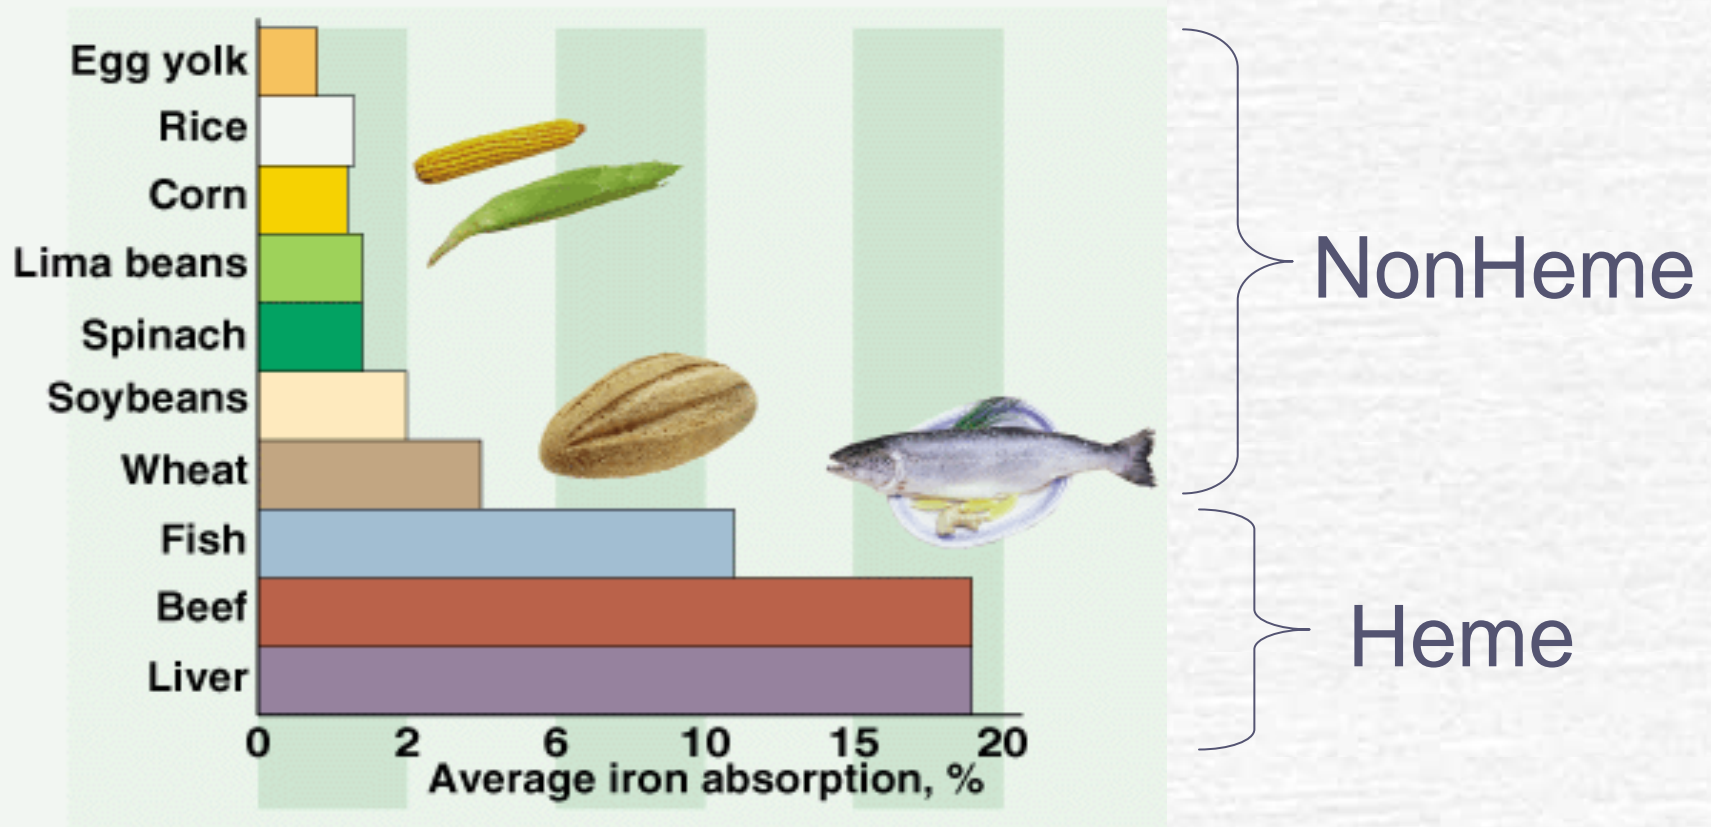 Egg yolk
Rice
Corn
Lima beans
Spinach
Soybeans
Wheat
Fish
Beef
Liver
0 2 6 10 15 20
Average iron absorption, %
NonHeme
Heme